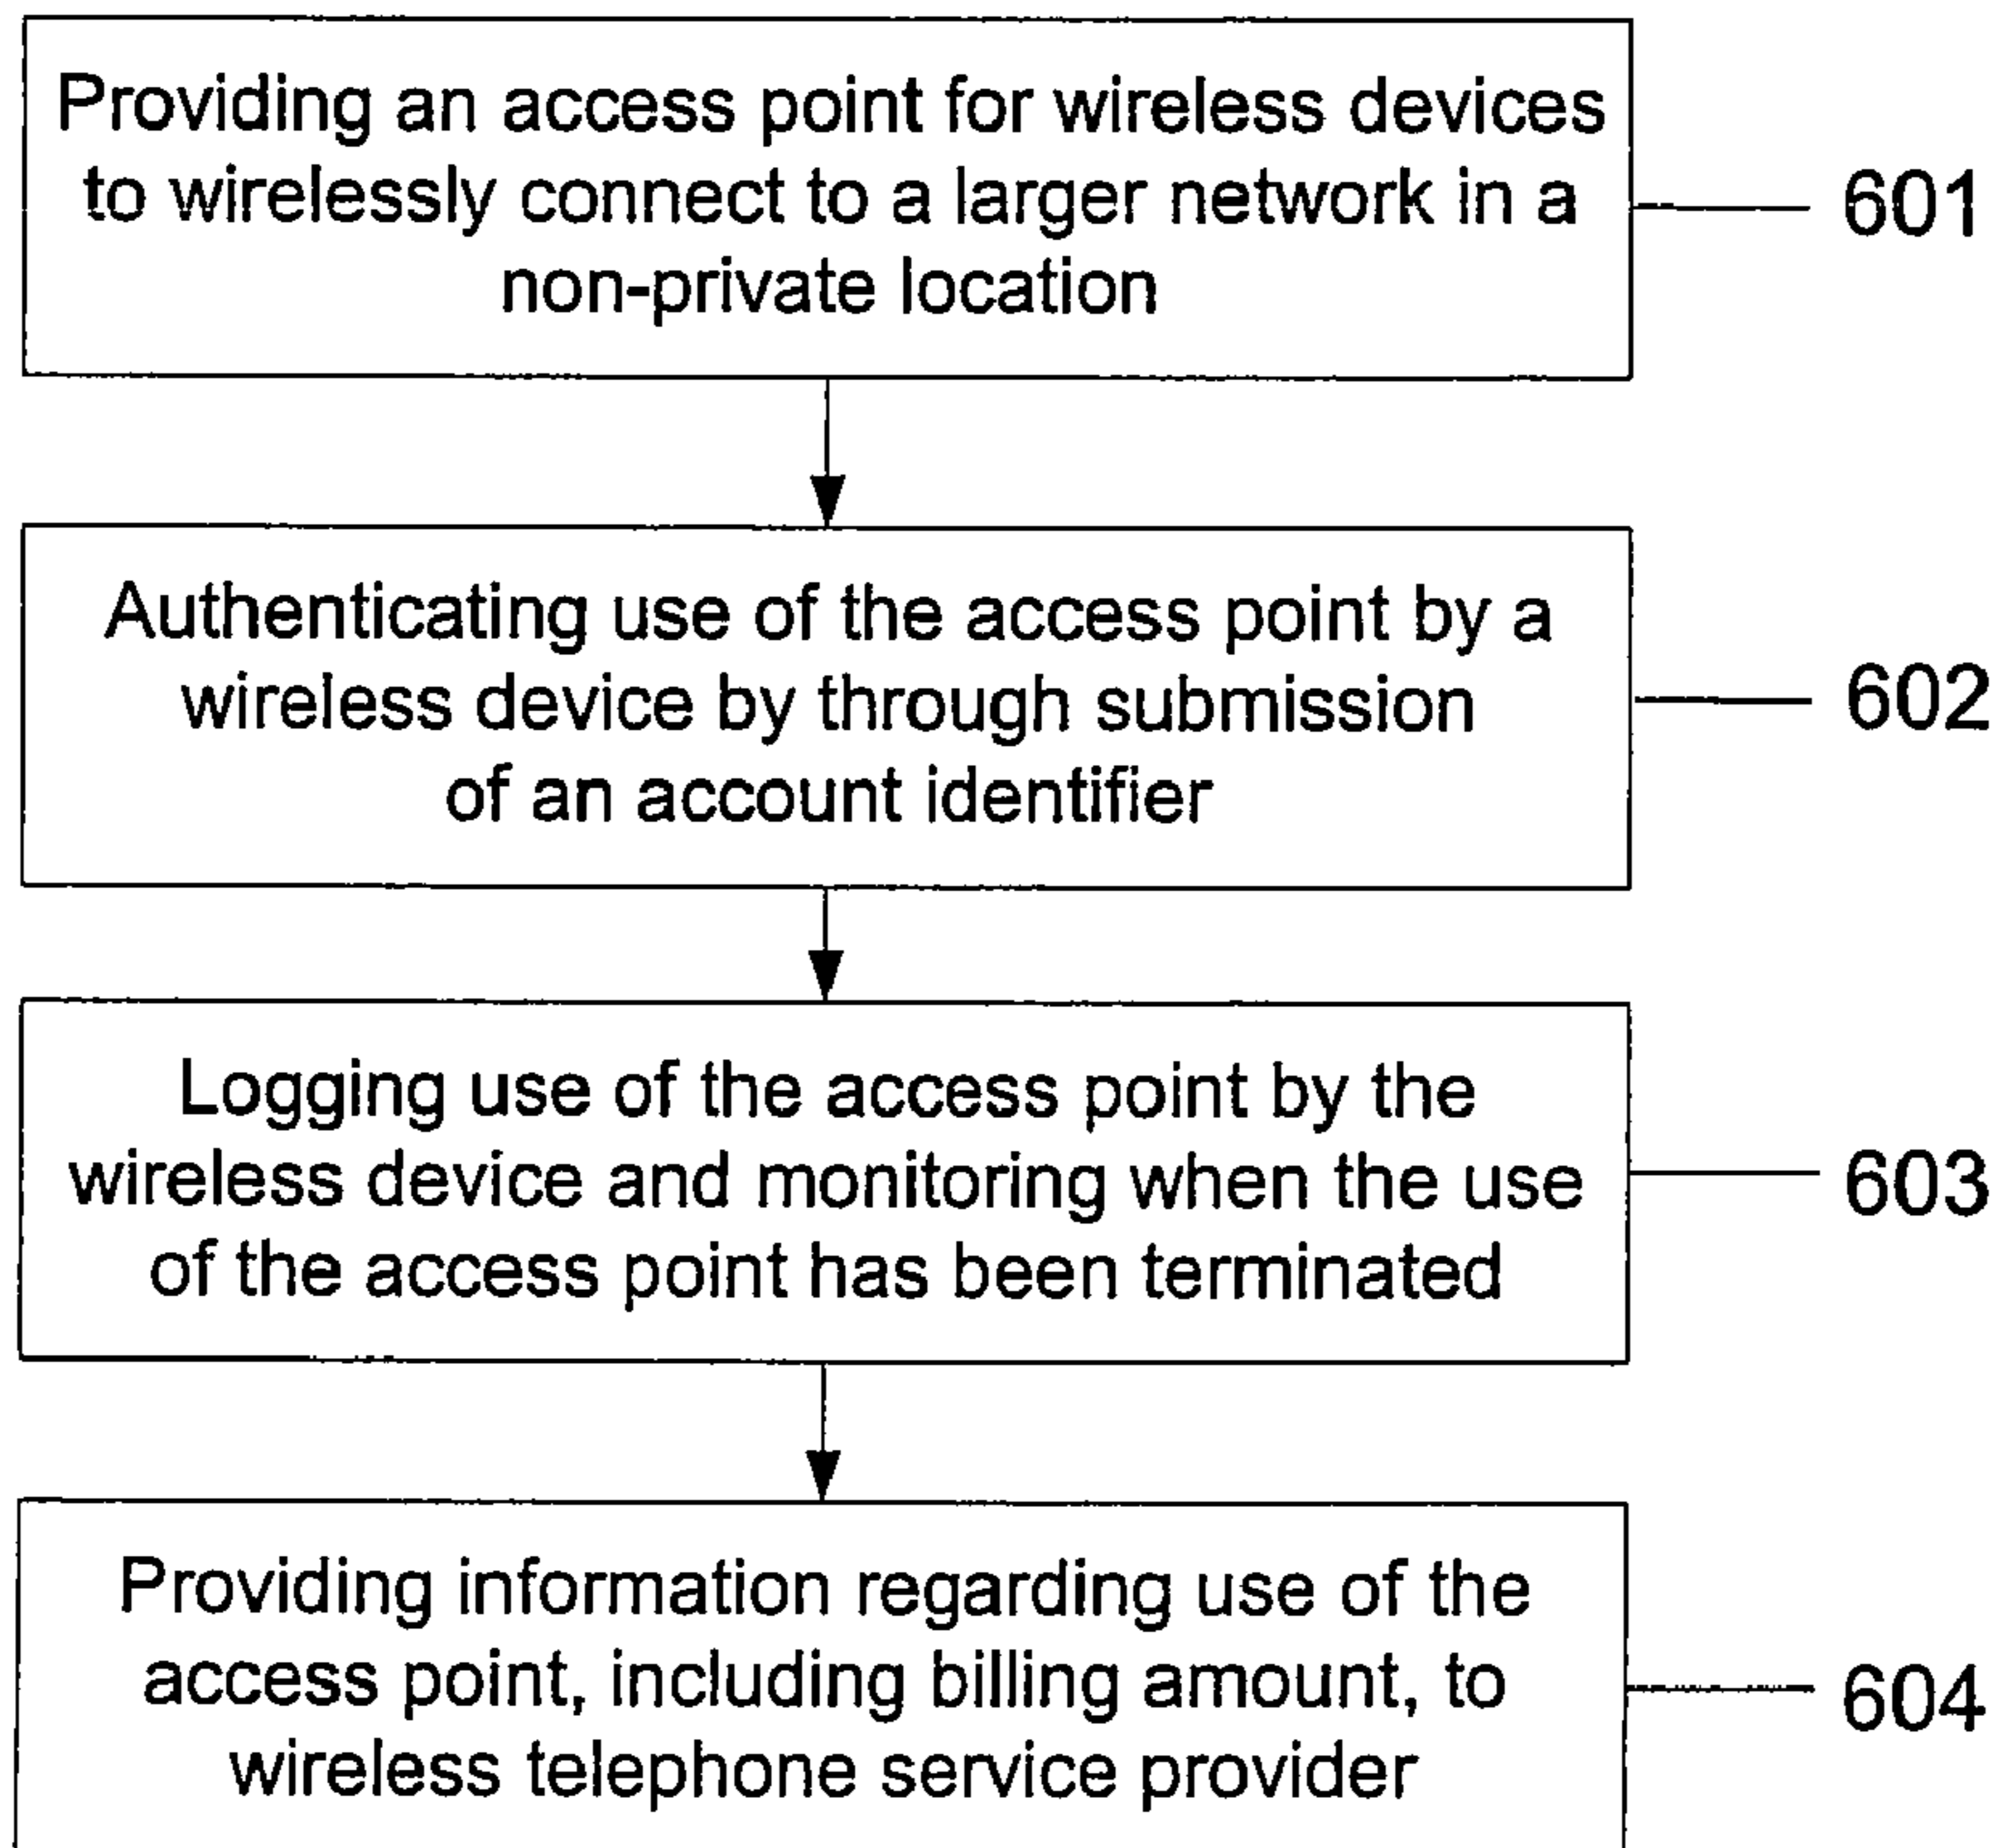 Providing an access point for wireless devices
to wirelessly connect to a larger network in a
non-private location
601
Authenticating use of the access point by a
wireless device by through submission
of an account identifier
602
Logging use of the access point by the
wireless device and monitoring when the use
of the access point has been terminated
603
Providing information regarding use of the
access point, including billing amount, to
wireless telephone service provider
604